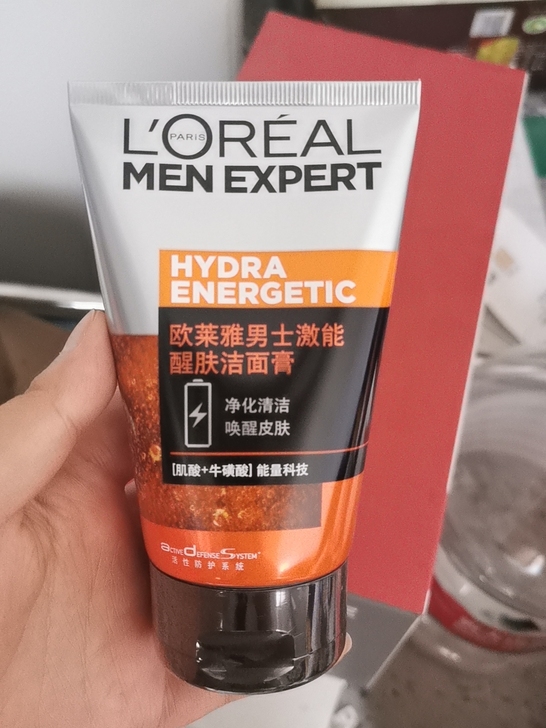 L'ORÉAL
PARIS
MEN EXPERT
HYDRA
ENERGETIC
欧莱雅男士激能
醒肤洁面膏
净化清洁
唤醒皮肤
[肌酸+牛磺酸] 能量科技
ACTIVE DEFENSE SYSTEM™
活性防护系统